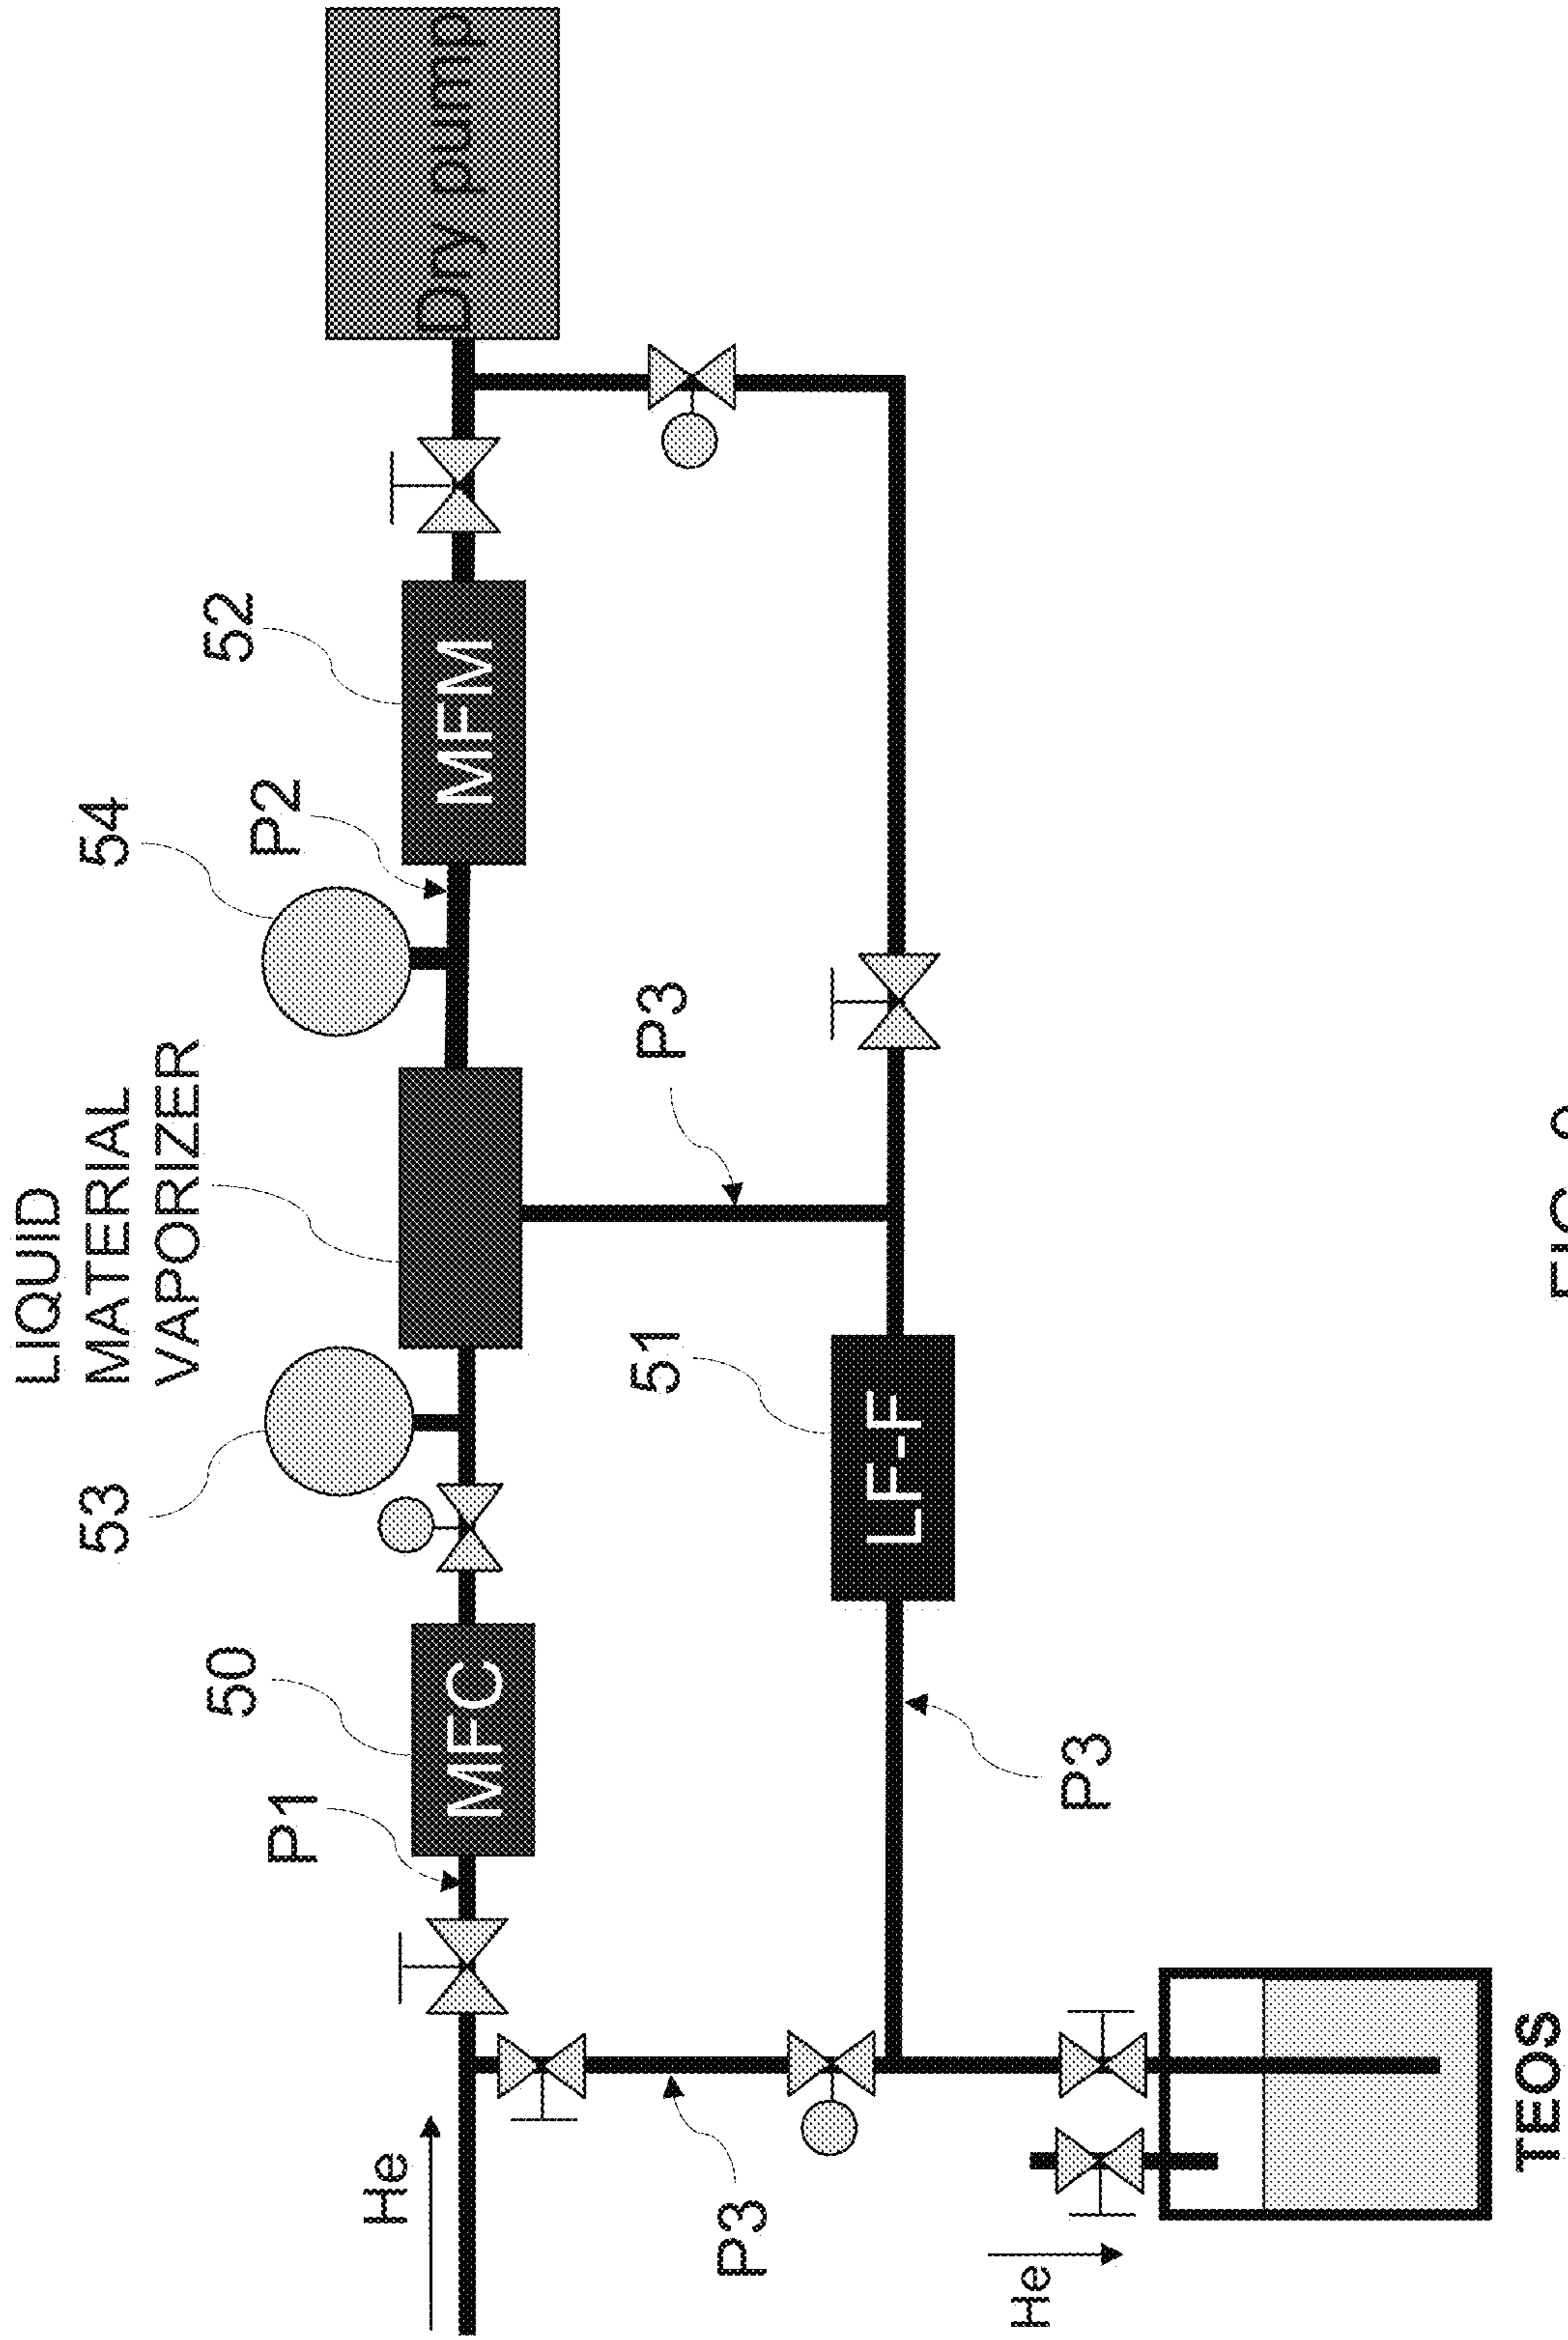 LIQUID
MATERIAL
VAPORIZER
53
54
50
52
P1
P2
He
MFC
MFM
Dry pump
51
P3
P3
LF-F
He
P3
TEOS
FIG.